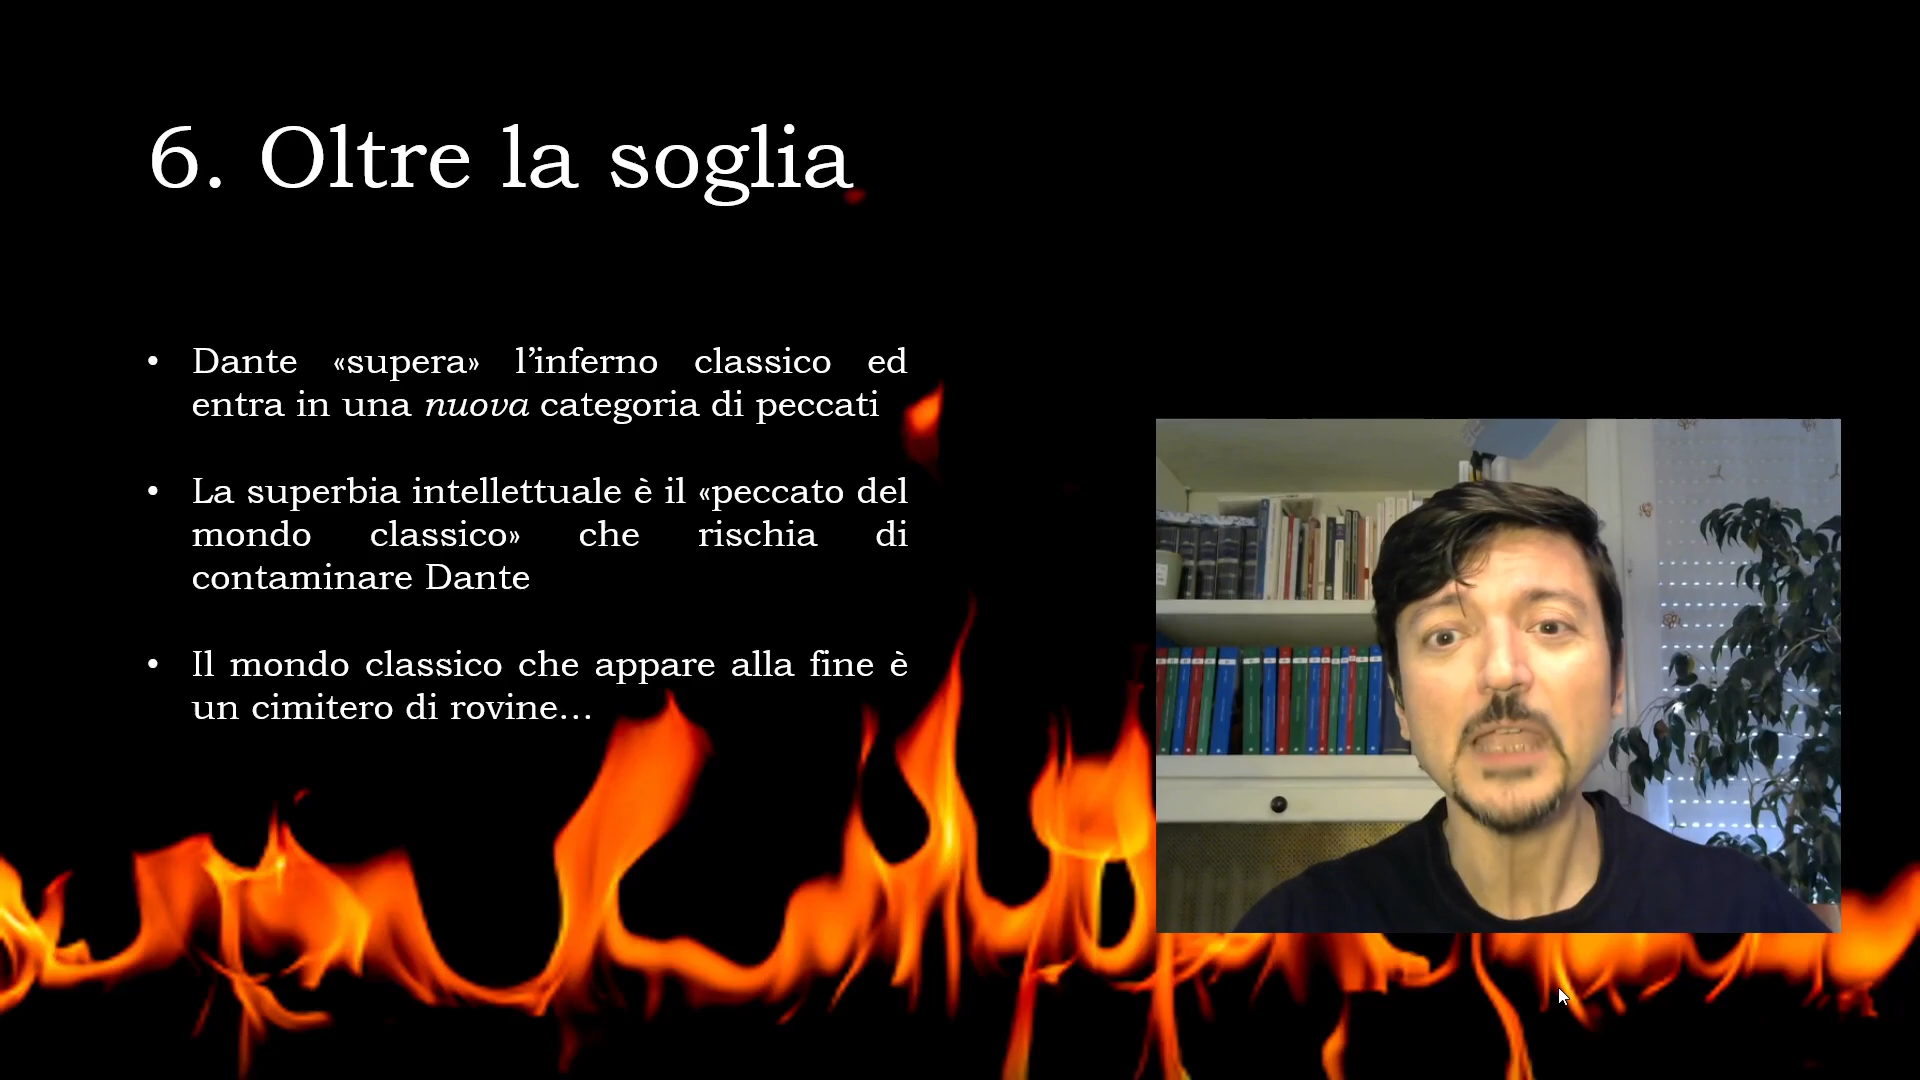 6. Oltre la soglia
• Dante «supera» l’inferno classico ed
entra in una nuova categoria di peccati
• La superbia intellettuale è il «peccato del
mondo classico» che rischia di
contaminare Dante
• Il mondo classico che appare alla fine è
un cimitero di rovine…